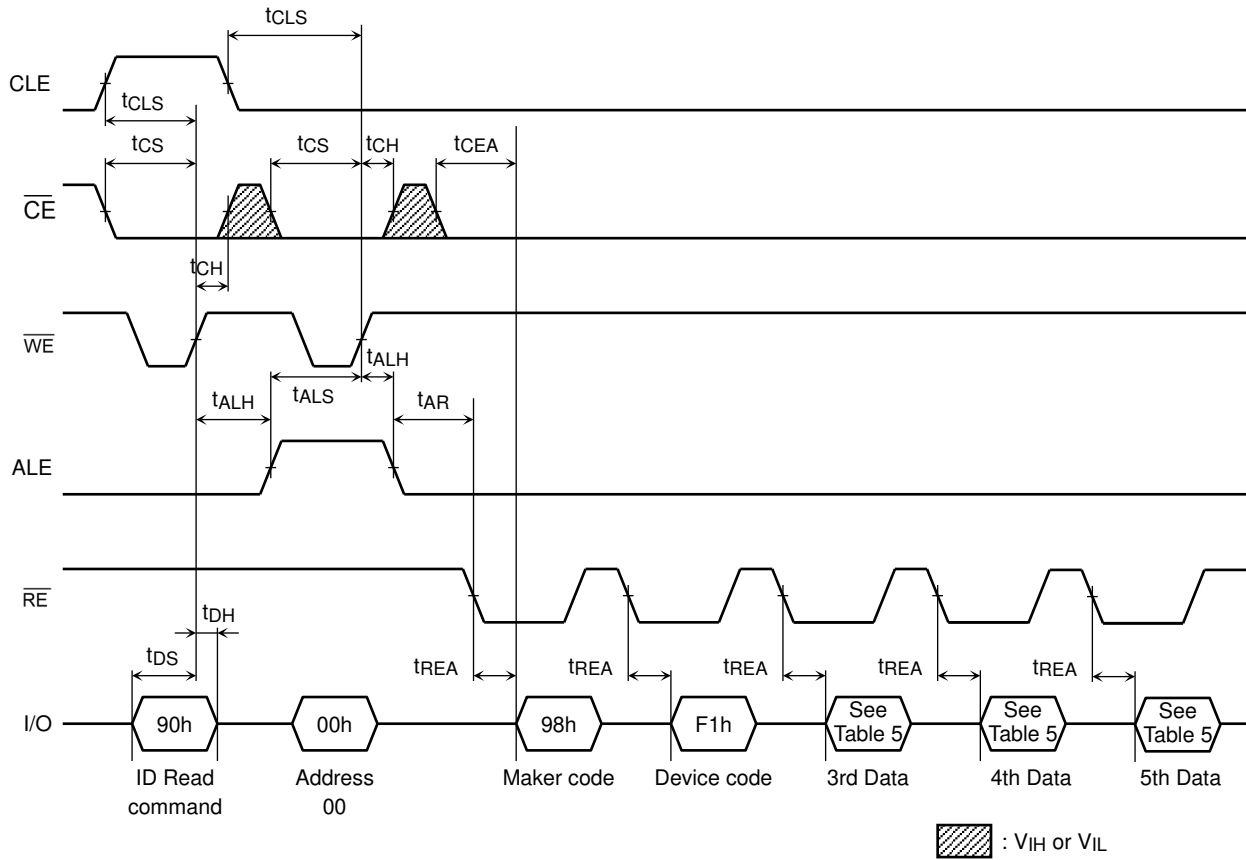 tCLS
CLE
tCLS
tCS tCS tCH tCEA
CE
tCH
WE
tALH
tALH tALS tAR
ALE
RE
tDH
tDS tREA tREA tREA tREA tREA
I/O 90h 00h 98h F1h See Table 5 See Table 5 See Table 5
ID Read command
Address 00
Maker code
Device code
3rd Data
4th Data
5th Data
: VIH or VIL